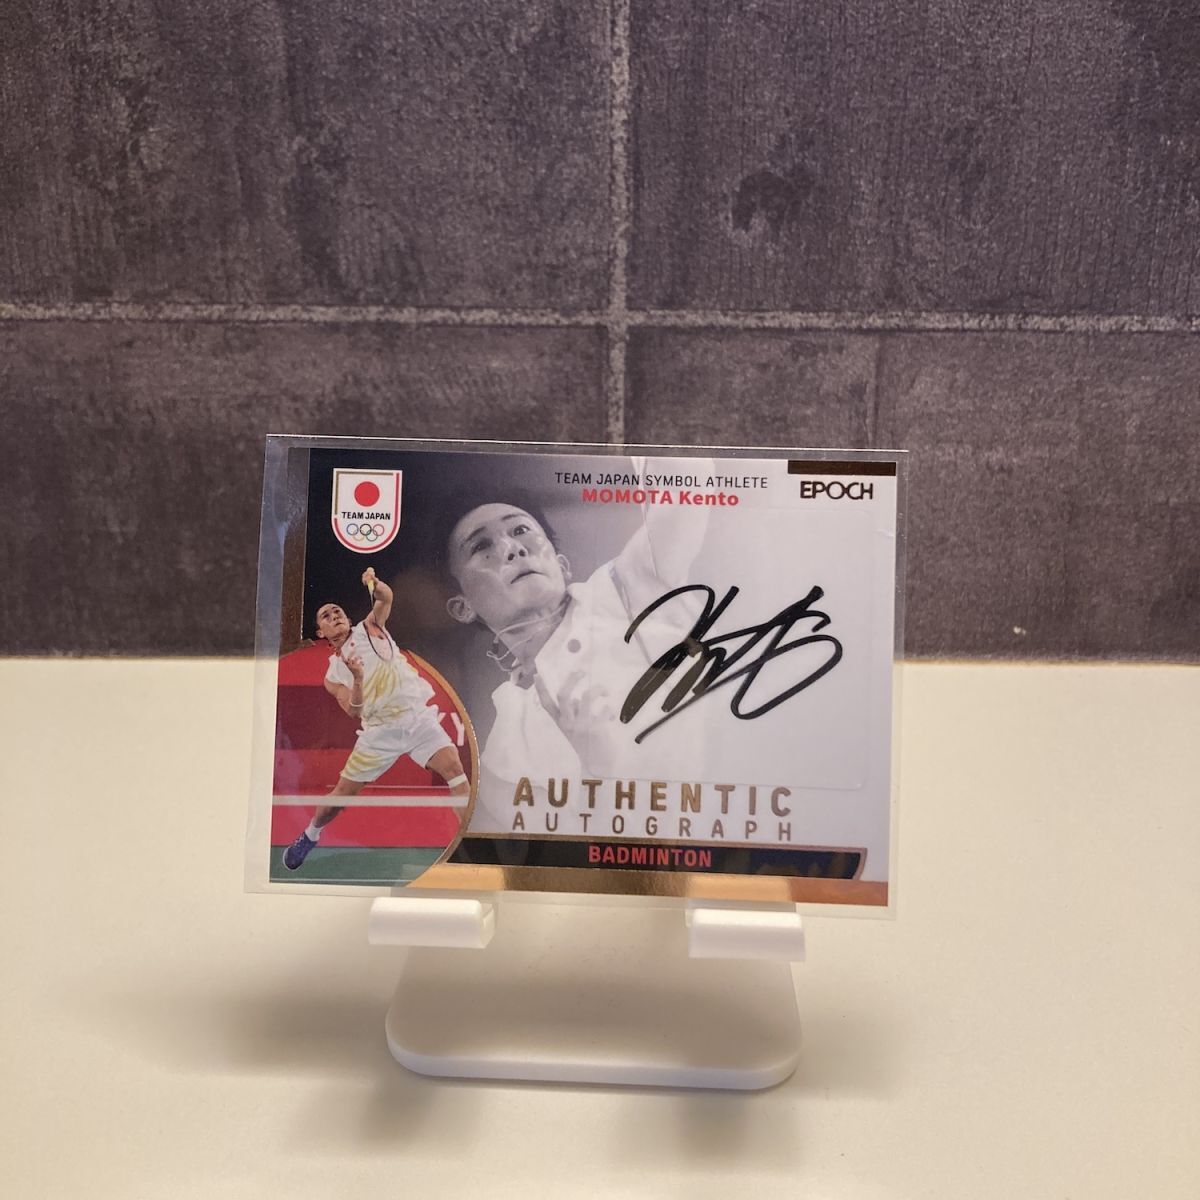 TEAM JAPAN
TEAM JAPAN SYMBOL ATHLETE
MOMOTA Kento
EPOCH
AUTHENTIC
AUTOGRAPH
BADMINTON